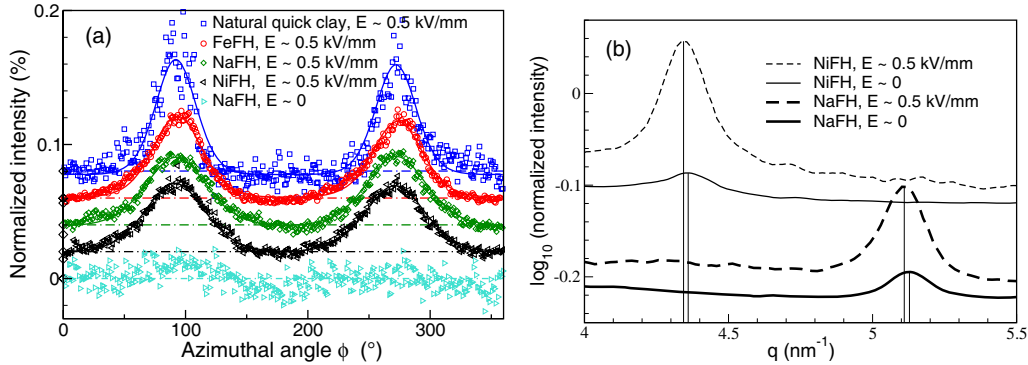 (a)
Natural quick clay, E ~ 0.5 kV/mm
FeFH, E ~ 0.5 kV/mm
NaFH, E ~ 0.5 kV/mm
NiFH, E ~ 0.5 kV/mm
NaFH, E ~ 0
Normalized intensity (%)
0.2
0.1
0
0 100 200 300
Azimuthal angle ϕ (°)
(b)
NiFH, E ~ 0.5 kV/mm
NiFH, E ~ 0
NaFH, E ~ 0.5 kV/mm
NaFH, E ~ 0
log10 (normalized intensity)
0
-0.1
-0.2
4 4.5 5 5.5
q (nm⁻¹)